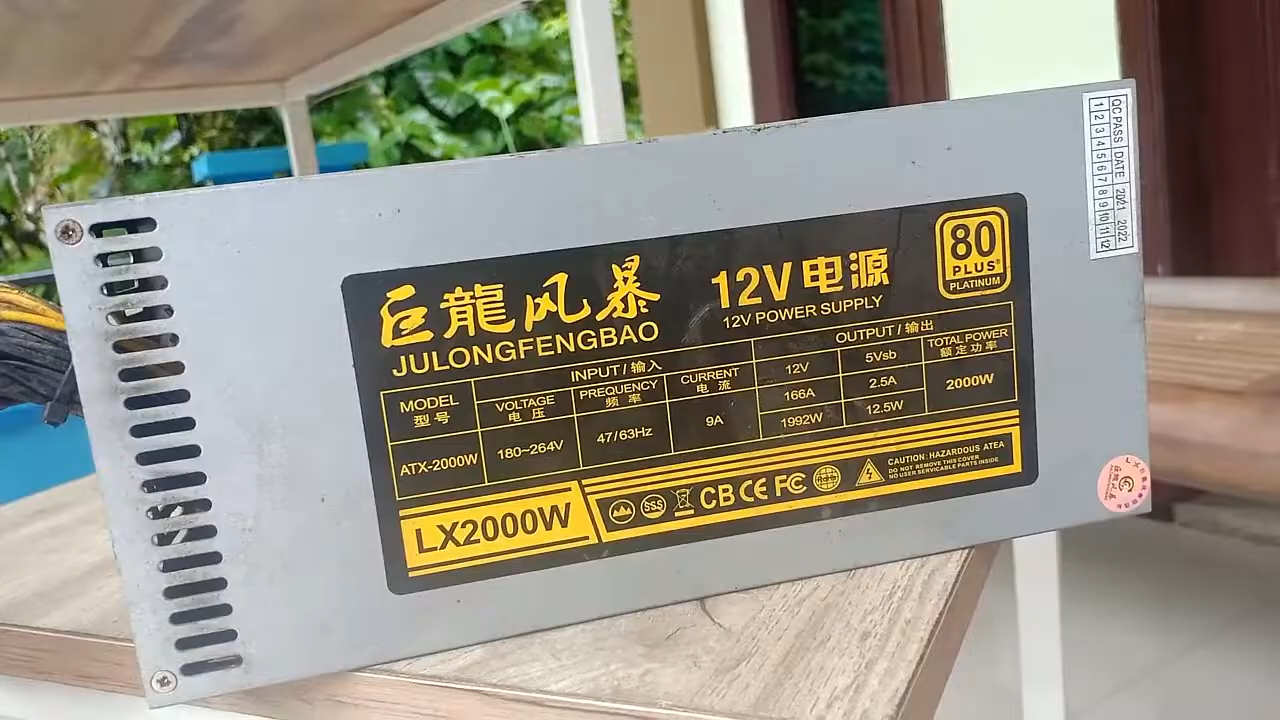 QC PASS DATE 2021 2022
1 2 3 4 5 6 7 8 9 10 11 12
巨龍风暴
JULONGFENGBAO
12V电源
12V POWER SUPPLY
80
PLUS®
PLATINUM
INPUT / 输入
OUTPUT / 输出
MODEL
型号
VOLTAGE
电压
PREQUENCY
频率
CURRENT
电流
12V
5Vsb
TOTAL POWER
额定功率
ATX-2000W
180~264V
47/63Hz
9A
166A
2.5A
2000W
1992W
12.5W
LX2000W
SSS
CB CE FC
RoHS
CAUTION: HAZARDOUS ATEA
DO NOT REMOVE THIS COVER
NO USER SERVICABLE PARTS INSIDE